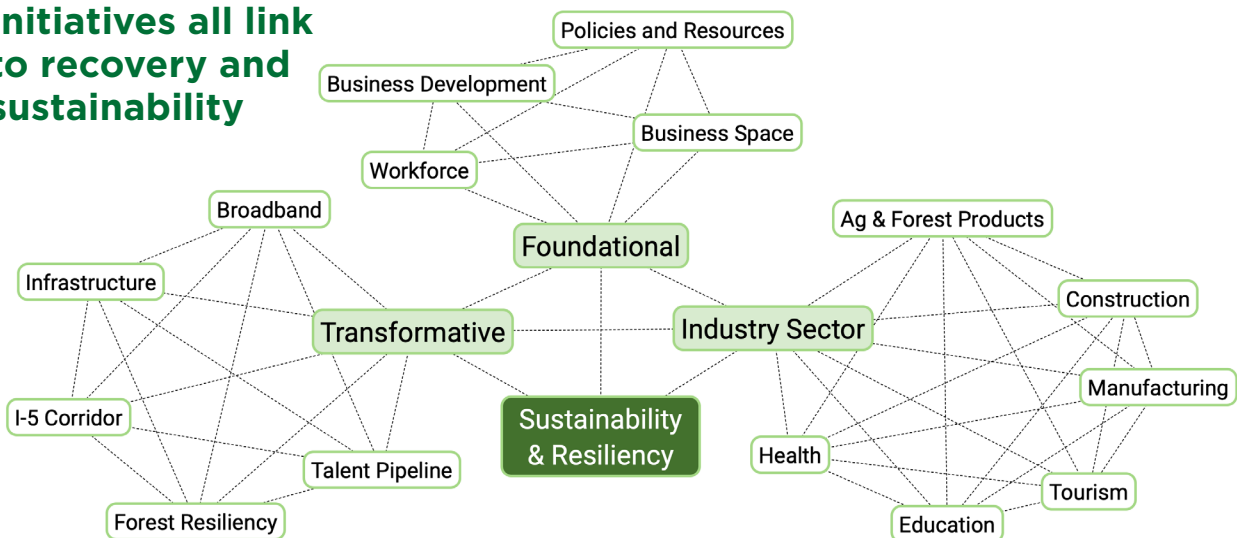 nitiatives all link
to recovery and
sustainability
Policies and Resources
Business Development
Business Space
Workforce
Foundational
Broadband
Infrastructure
Transformative
I-5 Corridor
Talent Pipeline
Forest Resiliency
Ag & Forest Products
Construction
Industry Sector
Manufacturing
Health
Tourism
Education
Sustainability
& Resiliency